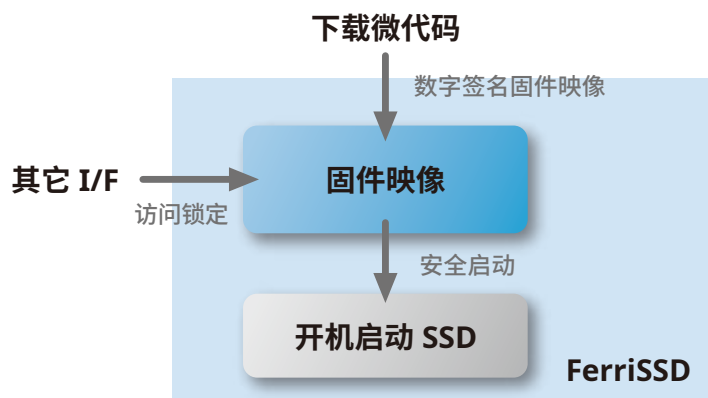 下载微代码
数字签名固件映像
其它 I/F
固件映像
访问锁定
安全启动
开机启动 SSD
FerriSSD